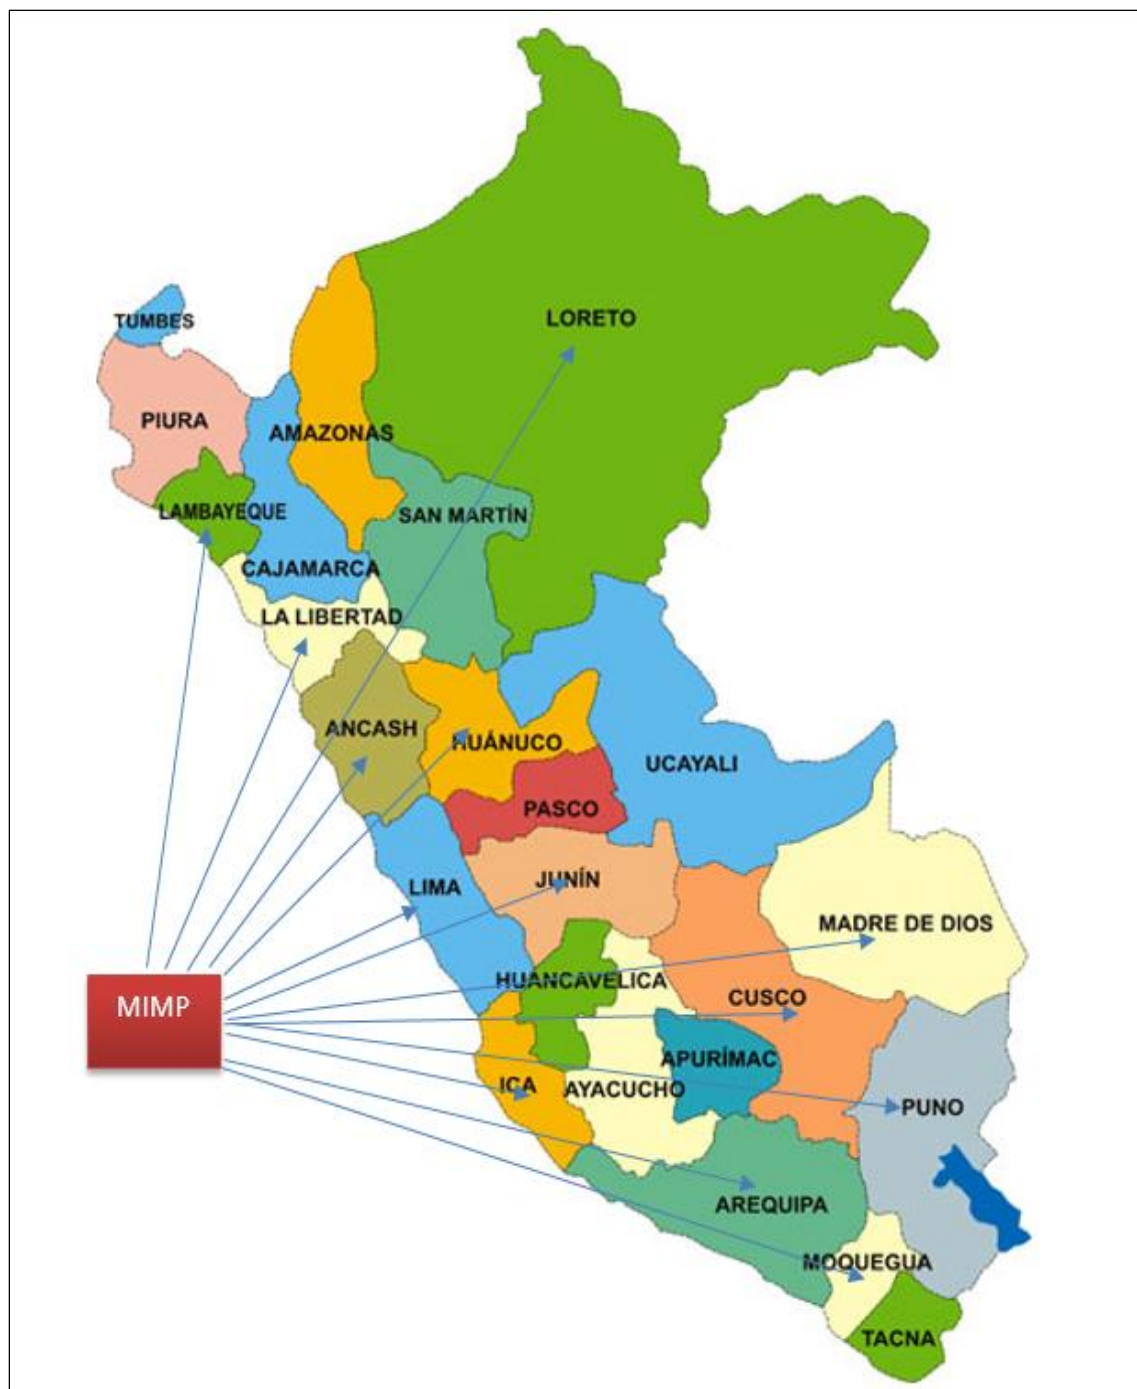 LORETO
TUMBES
PIURA
AMAZONAS
LAMBAYEQUE
SAN MARTÍN
CAJAMARCA
LA LIBERTAD
ANCASH
HUÁNUCO
UCAYALI
PASCO
LIMA
JUNÍN
MADRE DE DIOS
HUANCAVELICA
CUSCO
MIMP
APURÍMAC
ICA
AYACUCHO
PUNO
AREQUIPA
MOQUEGUA
TACNA